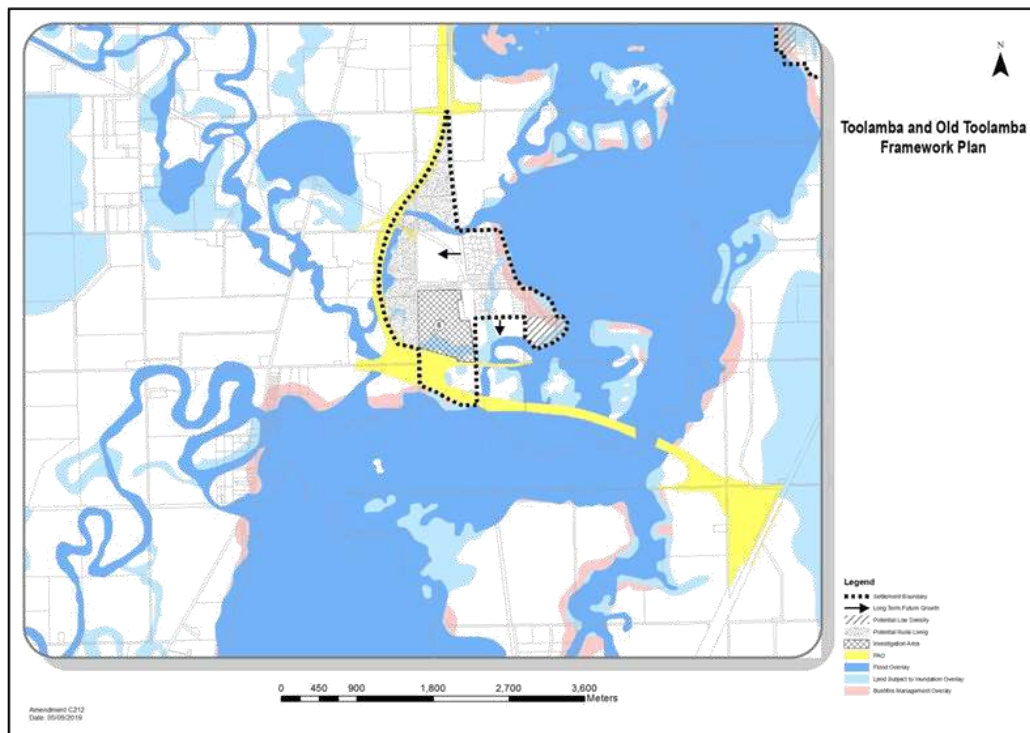 N
Toolamba and Old Toolamba
Framework Plan
Legend
Settlement Boundary
Long Term Future Growth
Potential Low Density
Potential Rural Living
Investigation Area
PAO
Flood Overlay
Land Subject to Inundation Overlay
Bushfire Management Overlay
0 450 900 1,800 2,700 3,600
Meters
Amendment C212
Date: 05/09/2019